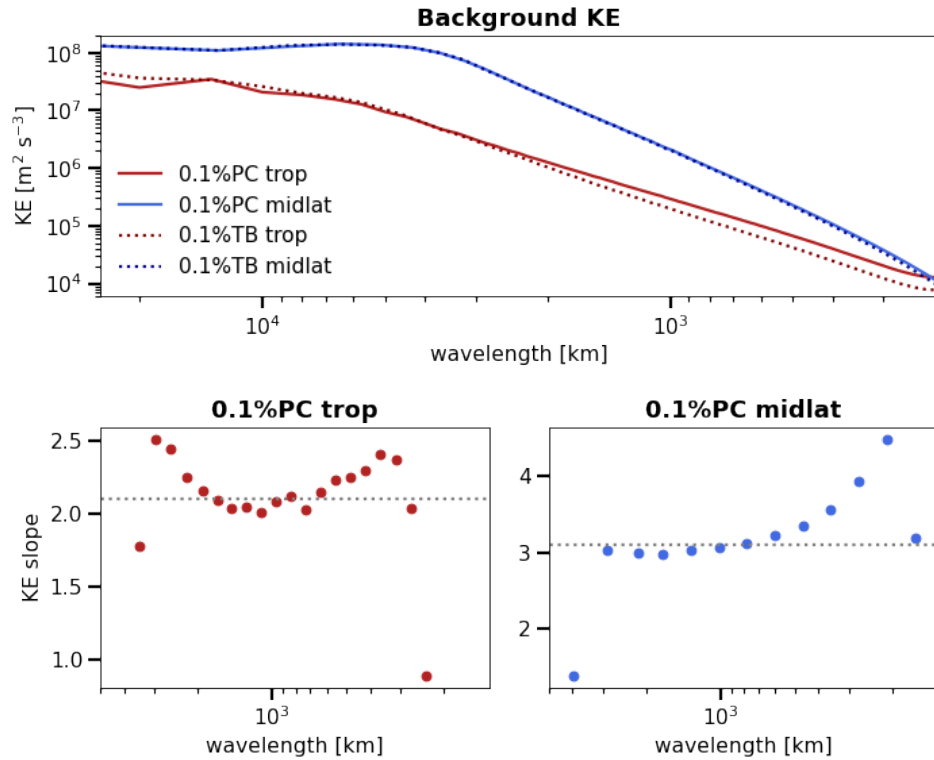 Background KE
KE [m² s⁻³]
10⁸
10⁷
10⁶
10⁵
10⁴
0.1%PC trop
0.1%PC midlat
0.1%TB trop
0.1%TB midlat
10⁴ 10³
wavelength [km]
0.1%PC trop
KE slope
2.5
2.0
1.5
1.0
10³
wavelength [km]
0.1%PC midlat
4
3
2
10³
wavelength [km]